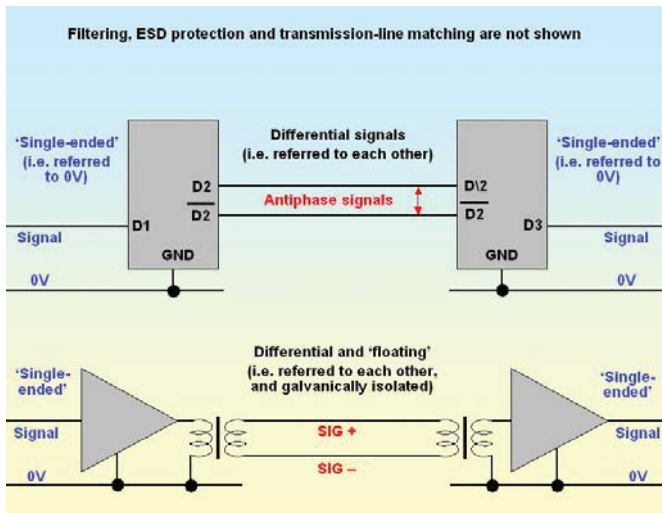 Filtering, ESD protection and transmission-line matching are not shown
'Single-ended'
(i.e. referred
to 0V)
Differential signals
(i.e. referred to each other)
'Single-ended'
(i.e. referred to
0V)
D2
D\2
Antiphase signals
D2
D2
D1
D3
Signal
Signal
GND
GND
0V
0V
'Single-
ended'
Differential and 'floating'
(i.e. referred to each other,
and galvanically isolated)
'Single-
ended'
Signal
SIG +
Signal
SIG –
0V
0V